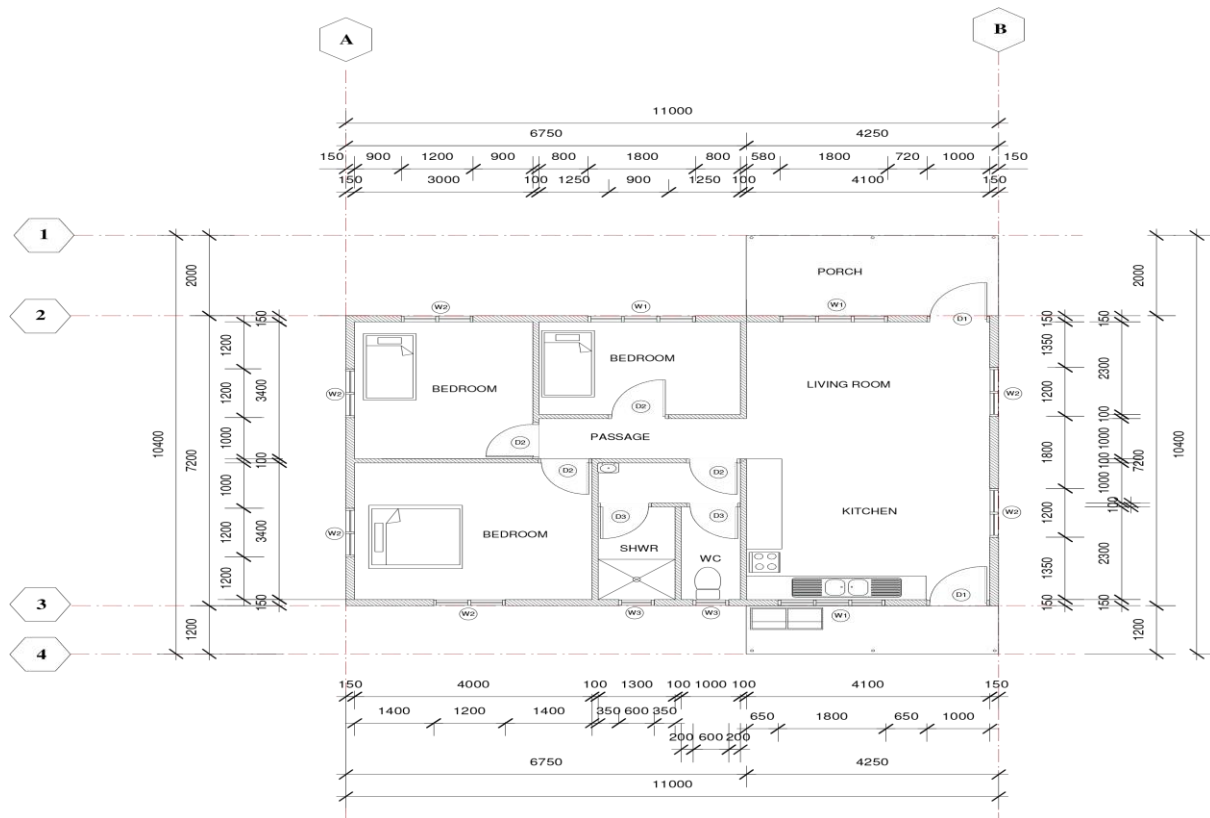 A
B
11000
6750 4250
150 900 1200 900 800 1800 800 580 1800 720 1000 150
150 3000 100 1250 900 1250 100 4100 150
1
2
3
4
10400
2000
7200
1200
150
1200
1200
1000
100
1000
1200
1200
150
3400
3400
PORCH
W2 W1 W1 D1
BEDROOM
BEDROOM
LIVING ROOM
W2 W2
D2
D2
PASSAGE
D2 D2
W2 W2
D3 D3
KITCHEN
BEDROOM
SHWR
WC
D1
W2 W3 W3 W1
150
1350
1200
1800
1200
1350
150
150
2300
100
1000
100
1000
100
2300
150
2000
7200
1200
10400
150 4000 100 1300 100 1000 100 4100 150
1400 1200 1400 350 600 350 650 1800 650 1000
200 600 200
6750 4250
11000